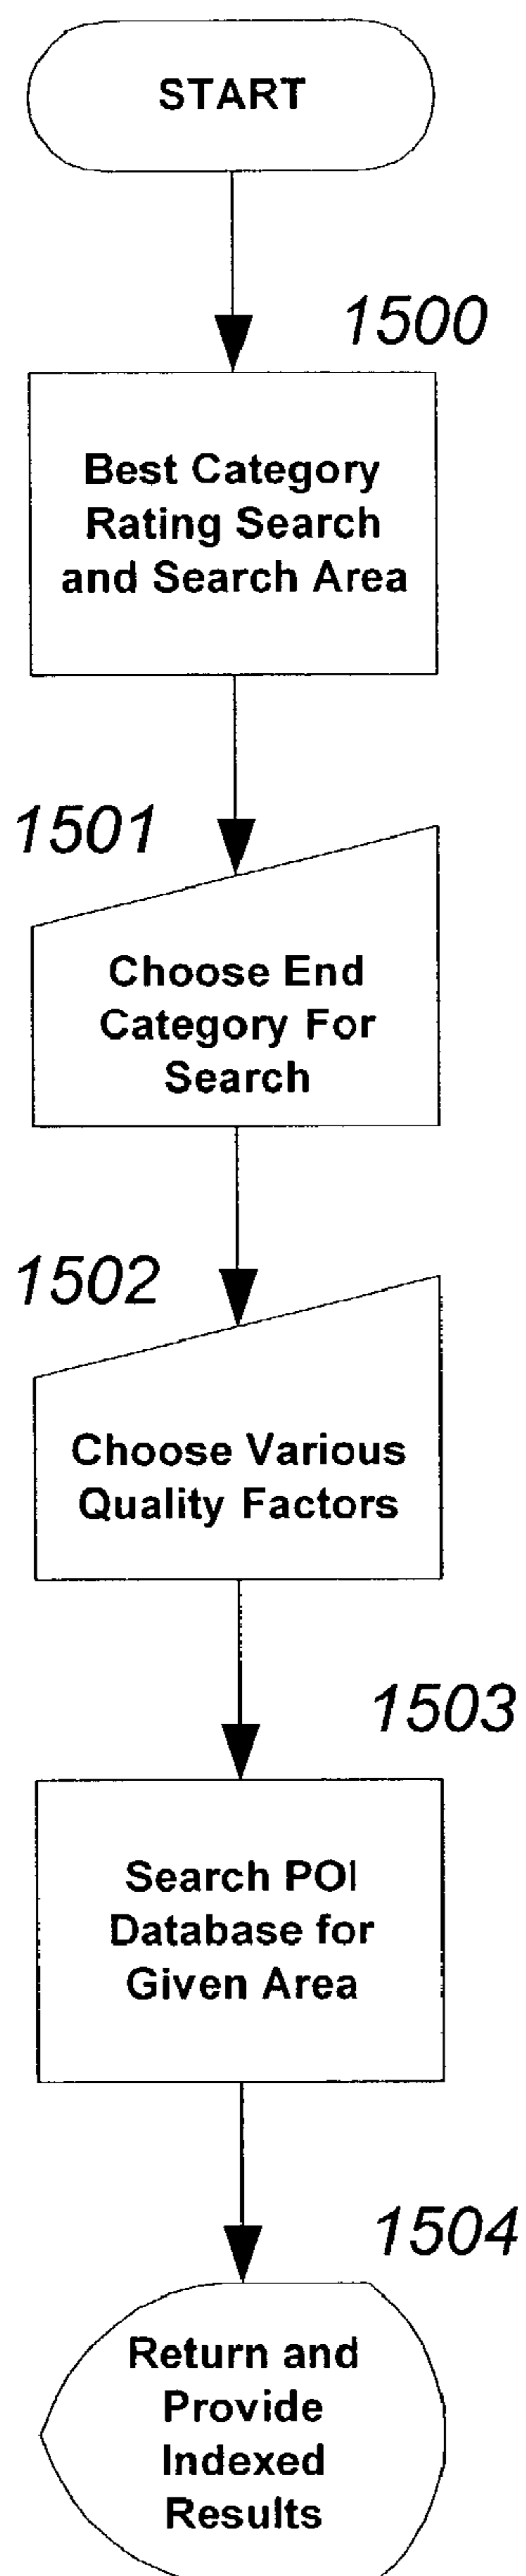 START
1500
Best Category
Rating Search
and Search Area
1501
Choose End
Category For
Search
1502
Choose Various
Quality Factors
1503
Search POI
Database for
Given Area
1504
Return and
Provide
Indexed
Results